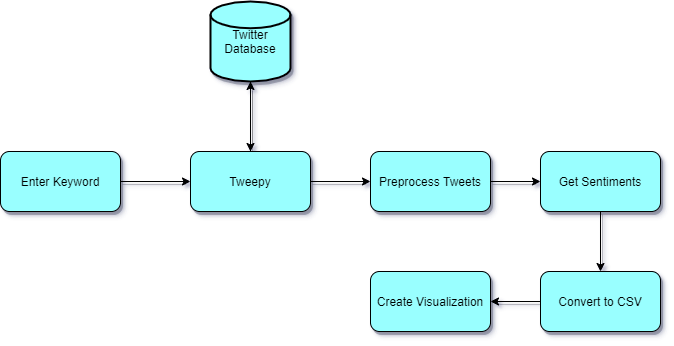 Twitter
Database
Enter Keyword
Tweepy
Preprocess Tweets
Get Sentiments
Create Visualization
Convert to CSV